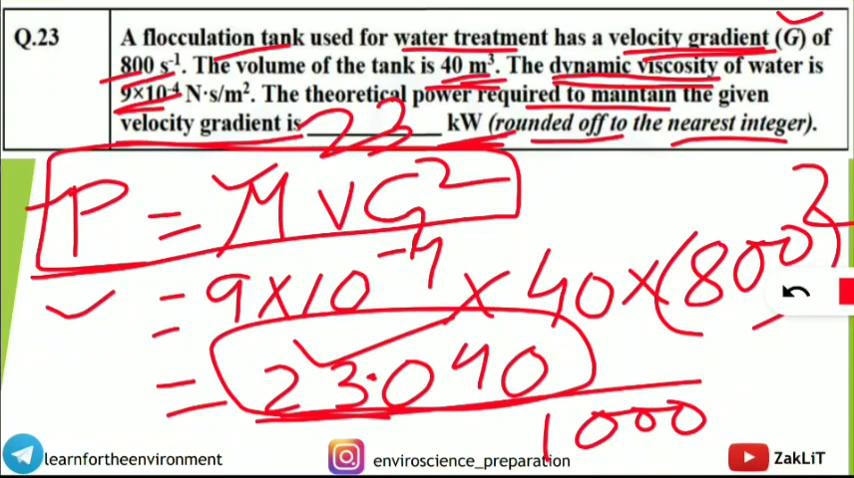 Q.23 A flocculation tank used for water treatment has a velocity gradient (G) of
800 s⁻¹. The volume of the tank is 40 m³. The dynamic viscosity of water is
9×10⁻⁴ N·s/m². The theoretical power required to maintain the given
velocity gradient is ________ kW (rounded off to the nearest integer).
23
P = μ V G²
= 9×10⁻⁴ × 40 × (800)²
= 23.040
1000
learnfortheenvironment
enviroscience_preparation
ZakLiT